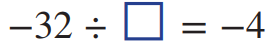 −32 ÷ □ = −4